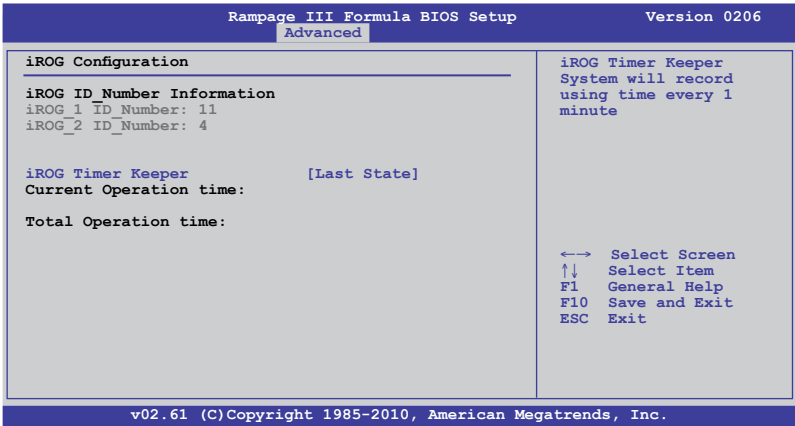 Rampage III Formula BIOS Setup Version 0206
Advanced
iROG Configuration
iROG ID_Number Information
iROG_1 ID_Number: 11
iROG_2 ID_Number: 4
iROG Timer Keeper [Last State]
Current Operation time:
Total Operation time:
iROG Timer Keeper
System will record
using time every 1
minute
←→ Select Screen
↑↓ Select Item
F1 General Help
F10 Save and Exit
ESC Exit
v02.61 (C)Copyright 1985-2010, American Megatrends, Inc.